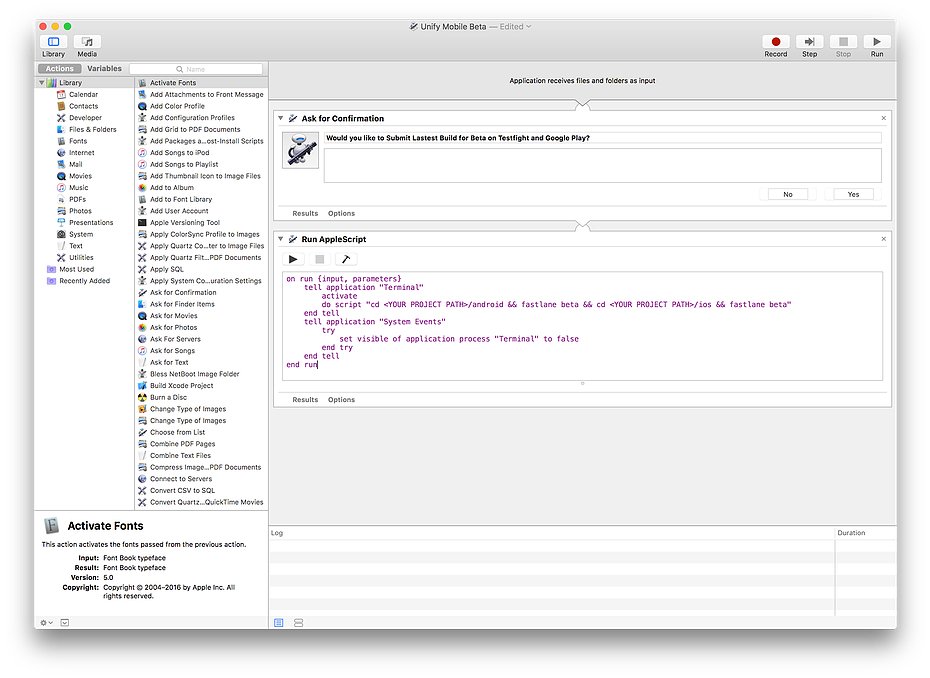 Unify Mobile Beta — Edited
Library
Media
Record
Step
Stop
Run
Actions
Variables
Name
Library
Calendar
Contacts
Developer
Files & Folders
Fonts
Internet
Mail
Movies
Music
PDFs
Photos
Presentations
System
Text
Utilities
Most Used
Recently Added
Activate Fonts
Add Attachments to Front Message
Add Color Profile
Add Configuration Profiles
Add Grid to PDF Documents
Add Packages a...ost-Install Scripts
Add Songs to iPod
Add Songs to Playlist
Add Thumbnail Icon to Image Files
Add to Album
Add to Font Library
Add User Account
Apple Versioning Tool
Apply ColorSync Profile to Images
Apply Quartz Co...ter to Image Files
Apply Quartz Filt...PDF Documents
Apply SQL
Apply System Co...uration Settings
Ask for Confirmation
Ask for Finder Items
Ask for Movies
Ask for Photos
Ask For Servers
Ask for Songs
Ask for Text
Bless NetBoot Image Folder
Build Xcode Project
Burn a Disc
Change Type of Images
Change Type of Images
Choose from List
Combine PDF Pages
Combine Text Files
Compress Image...PDF Documents
Connect to Servers
Convert CSV to SQL
Convert Quartz...QuickTime Movies
Application receives files and folders as input
Ask for Confirmation
Would you like to Submit Lastest Build for Beta on Testfight and Google Play?
No
Yes
Results
Options
Run AppleScript
on run {input, parameters}
tell application "Terminal"
activate
do script "cd <YOUR PROJECT PATH>/android && fastlane beta && cd <YOUR PROJECT PATH>/ios && fastlane beta"
end tell
tell application "System Events"
try
set visible of application process "Terminal" to false
end try
end tell
end run
Results
Options
Activate Fonts
This action activates the fonts passed from the previous action.
Input: Font Book typeface
Result: Font Book typeface
Version: 5.0
Copyright: Copyright © 2004–2016 by Apple Inc. All
rights reserved.
Log
Duration